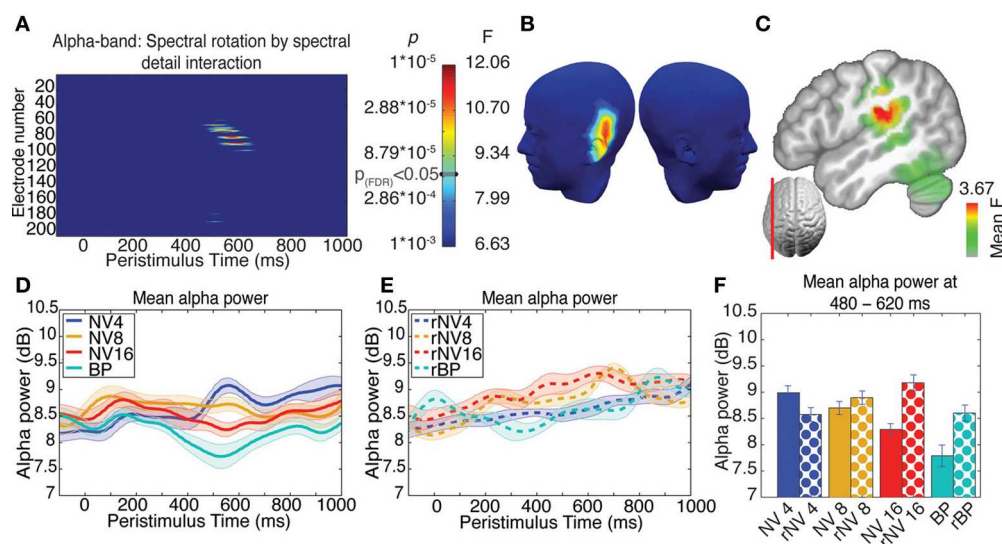 A
Alpha-band: Spectral rotation by spectral
detail interaction
Electrode number
20
40
60
80
100
130
160
180
200
0 200 400 600 800 1000
Peristimulus Time (ms)
p F
1*10-5 12.06
2.88*10-5 10.70
8.79*10-5 9.34
p(FDR)<0.05
2.86*10-4 7.99
1*10-3 6.63
B
C
3.67
Mean F
D
Mean alpha power
Alpha power (dB)
10.5
10
9.5
9
8.5
8
7.5
7
NV4
NV8
NV16
BP
0 200 400 600 800 1000
Peristimulus Time (ms)
E
Mean alpha power
Alpha power (dB)
10.5
10
9.5
9
8.5
8
7.5
7
rNV4
rNV8
rNV16
rBP
0 200 400 600 800 1000
Peristimulus Time (ms)
F
Mean alpha power at
480 – 620 ms
Alpha power (dB)
10.5
10
9.5
9
8.5
8
7.5
7
NV 4
rNV 4
NV 8
rNV 8
NV 16
rNV 16
BP
rBP